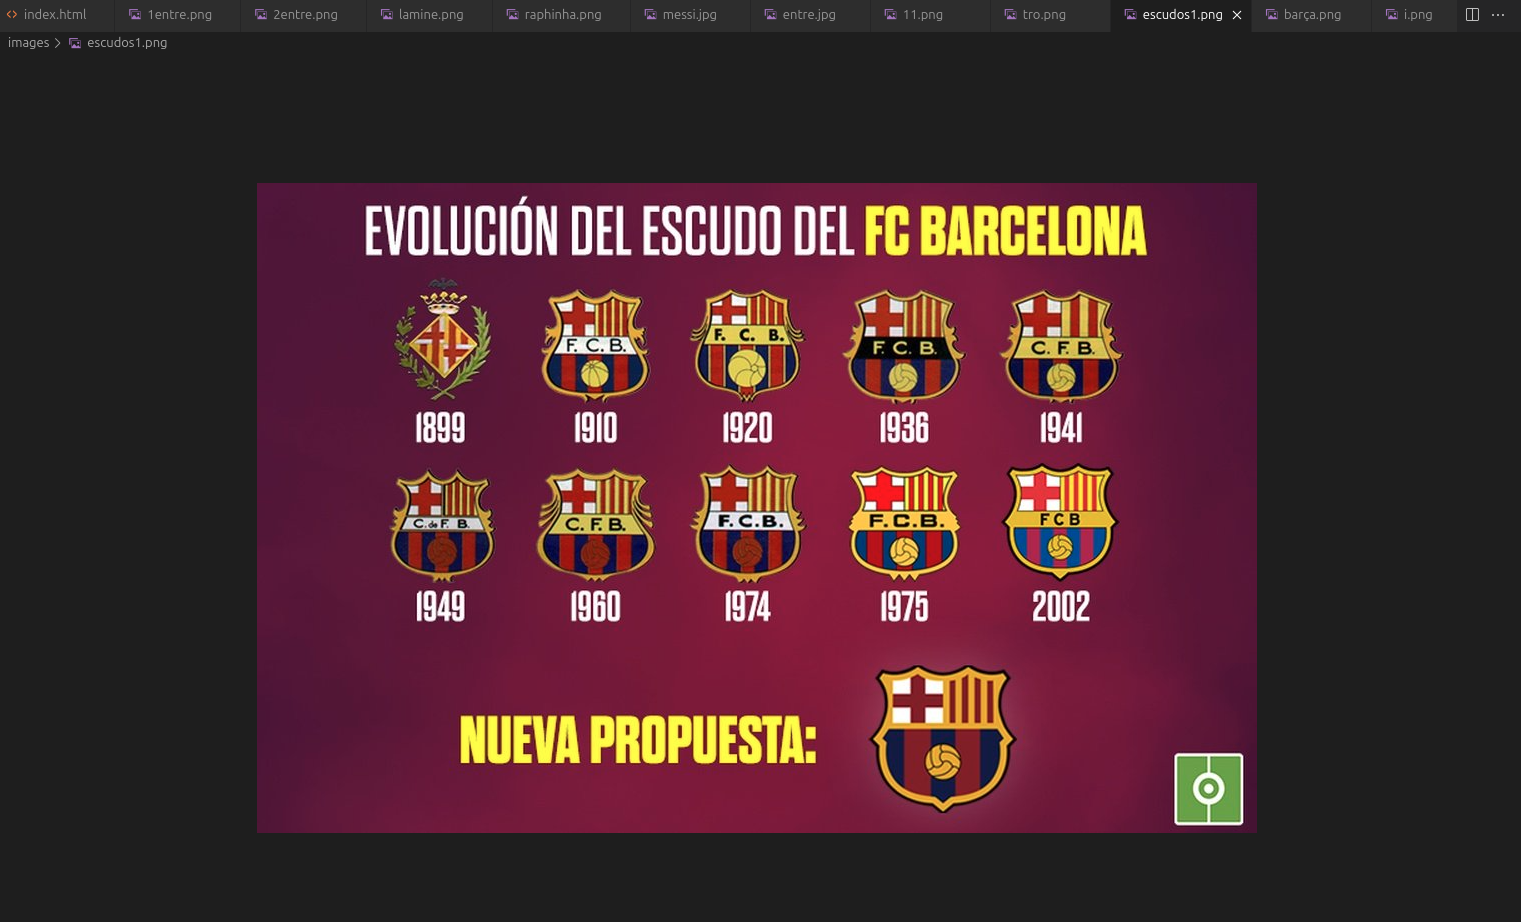 index.html 1entre.png 2entre.png lamine.png raphinha.png messi.jpg entre.jpg 11.png tro.png escudos1.png barça.png i.png
images > escudos1.png
EVOLUCIÓN DEL ESCUDO DEL FC BARCELONA
F. C. B. F. C. B. F. C. B. C. F. B.
1899 1910 1920 1936 1941
C. de F. B. C. F. B. F.C.B. F.C.B. FCB
1949 1960 1974 1975 2002
NUEVA PROPUESTA: